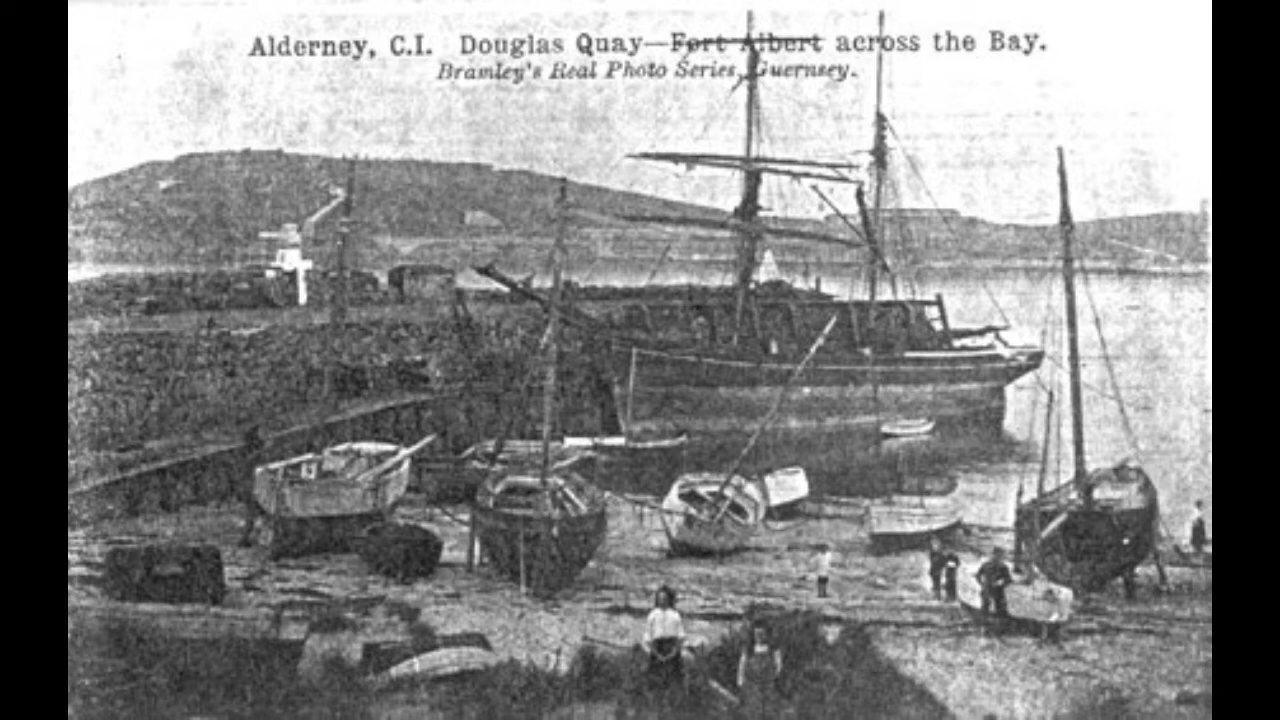 Alderney, C.I. Douglas Quay—Fort Albert across the Bay.
Bramley's Real Photo Series, Guernsey.